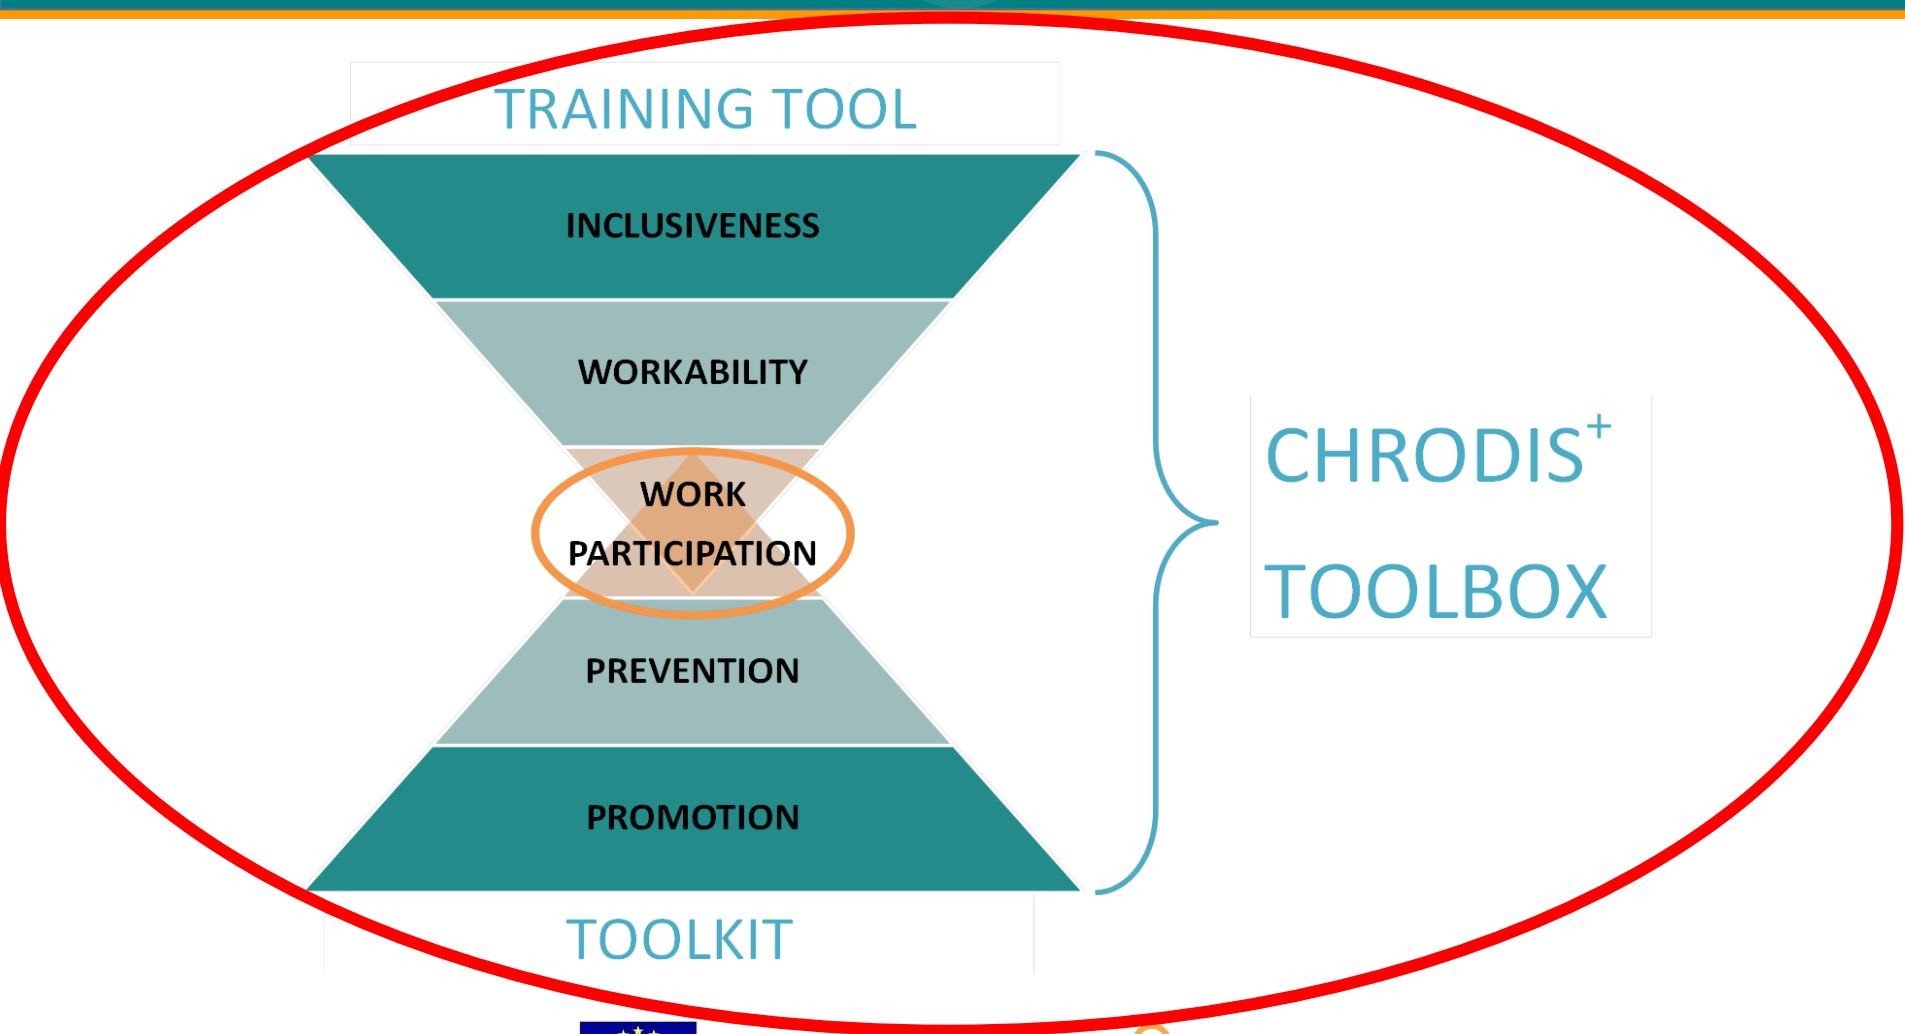 TRAINING TOOL
INCLUSIVENESS
WORKABILITY
WORK
PARTICIPATION
PREVENTION
PROMOTION
TOOLKIT
CHRODIS+
TOOLBOX